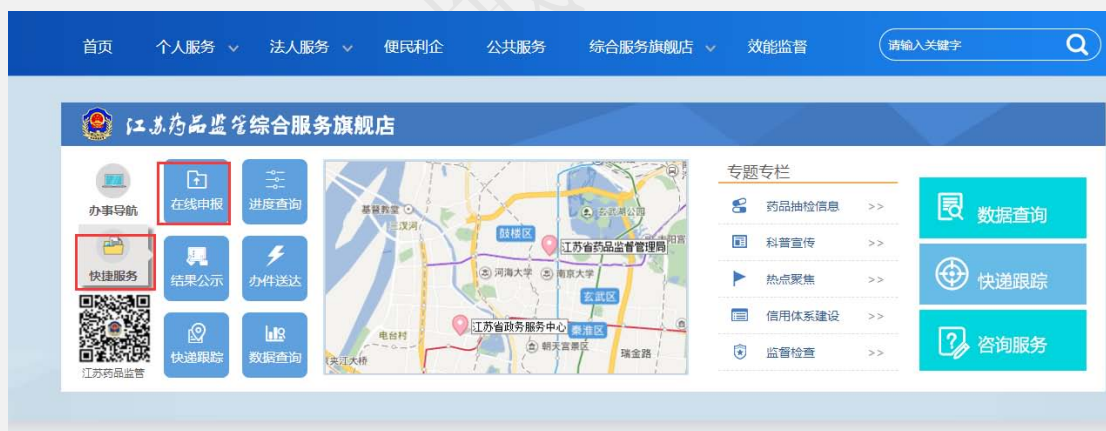 首页 个人服务 法人服务 便民利企 公共服务 综合服务旗舰店 效能监督 请输入关键字
江苏药品监管综合服务旗舰店
办事导航
快捷服务
江苏药品监管
在线申报 进度查询
结果公示 办件送达
快递跟踪 数据查询
基督教堂
三汊河
玄武湖公园
鼓楼区
江苏省药品监督管理局
河海大学 南京大学
玄武区
江苏省政务服务中心
秦淮区
电台村
朝天宫景区
瑞金路
夹江大桥
专题专栏
药品抽检信息 >>
科普宣传 >>
热点聚焦 >>
信用体系建设 >>
监督检查 >>
数据查询
快递跟踪
咨询服务